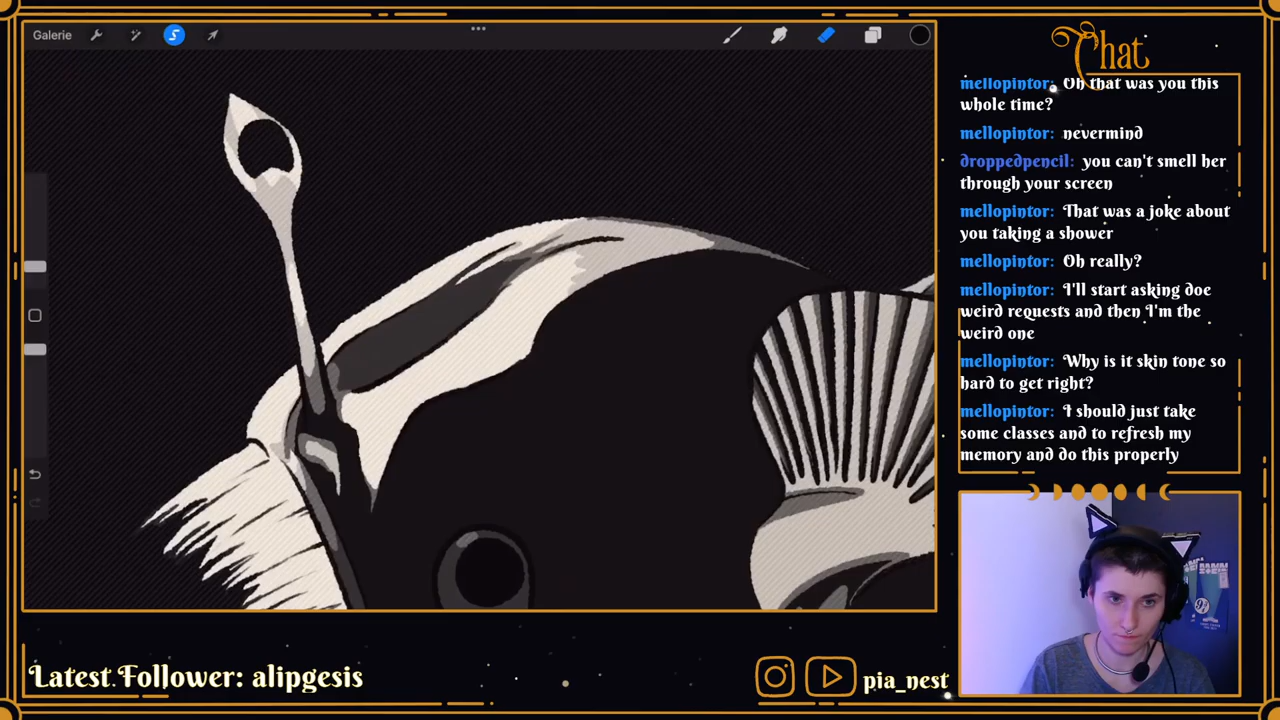 Galerie
Chat
mellopintor: Oh that was you this
whole time?
mellopintor: nevermind
droppedpencil: you can't smell her
through your screen
mellopintor: That was a joke about
you taking a shower
mellopintor: Oh really?
mellopintor: I'll start asking doe
weird requests and then I'm the
weird one
mellopintor: Why is it skin tone so
hard to get right?
mellopintor: I should just take
some classes and to refresh my
memory and do this properly
Latest Follower: alipgesis
pia_nest